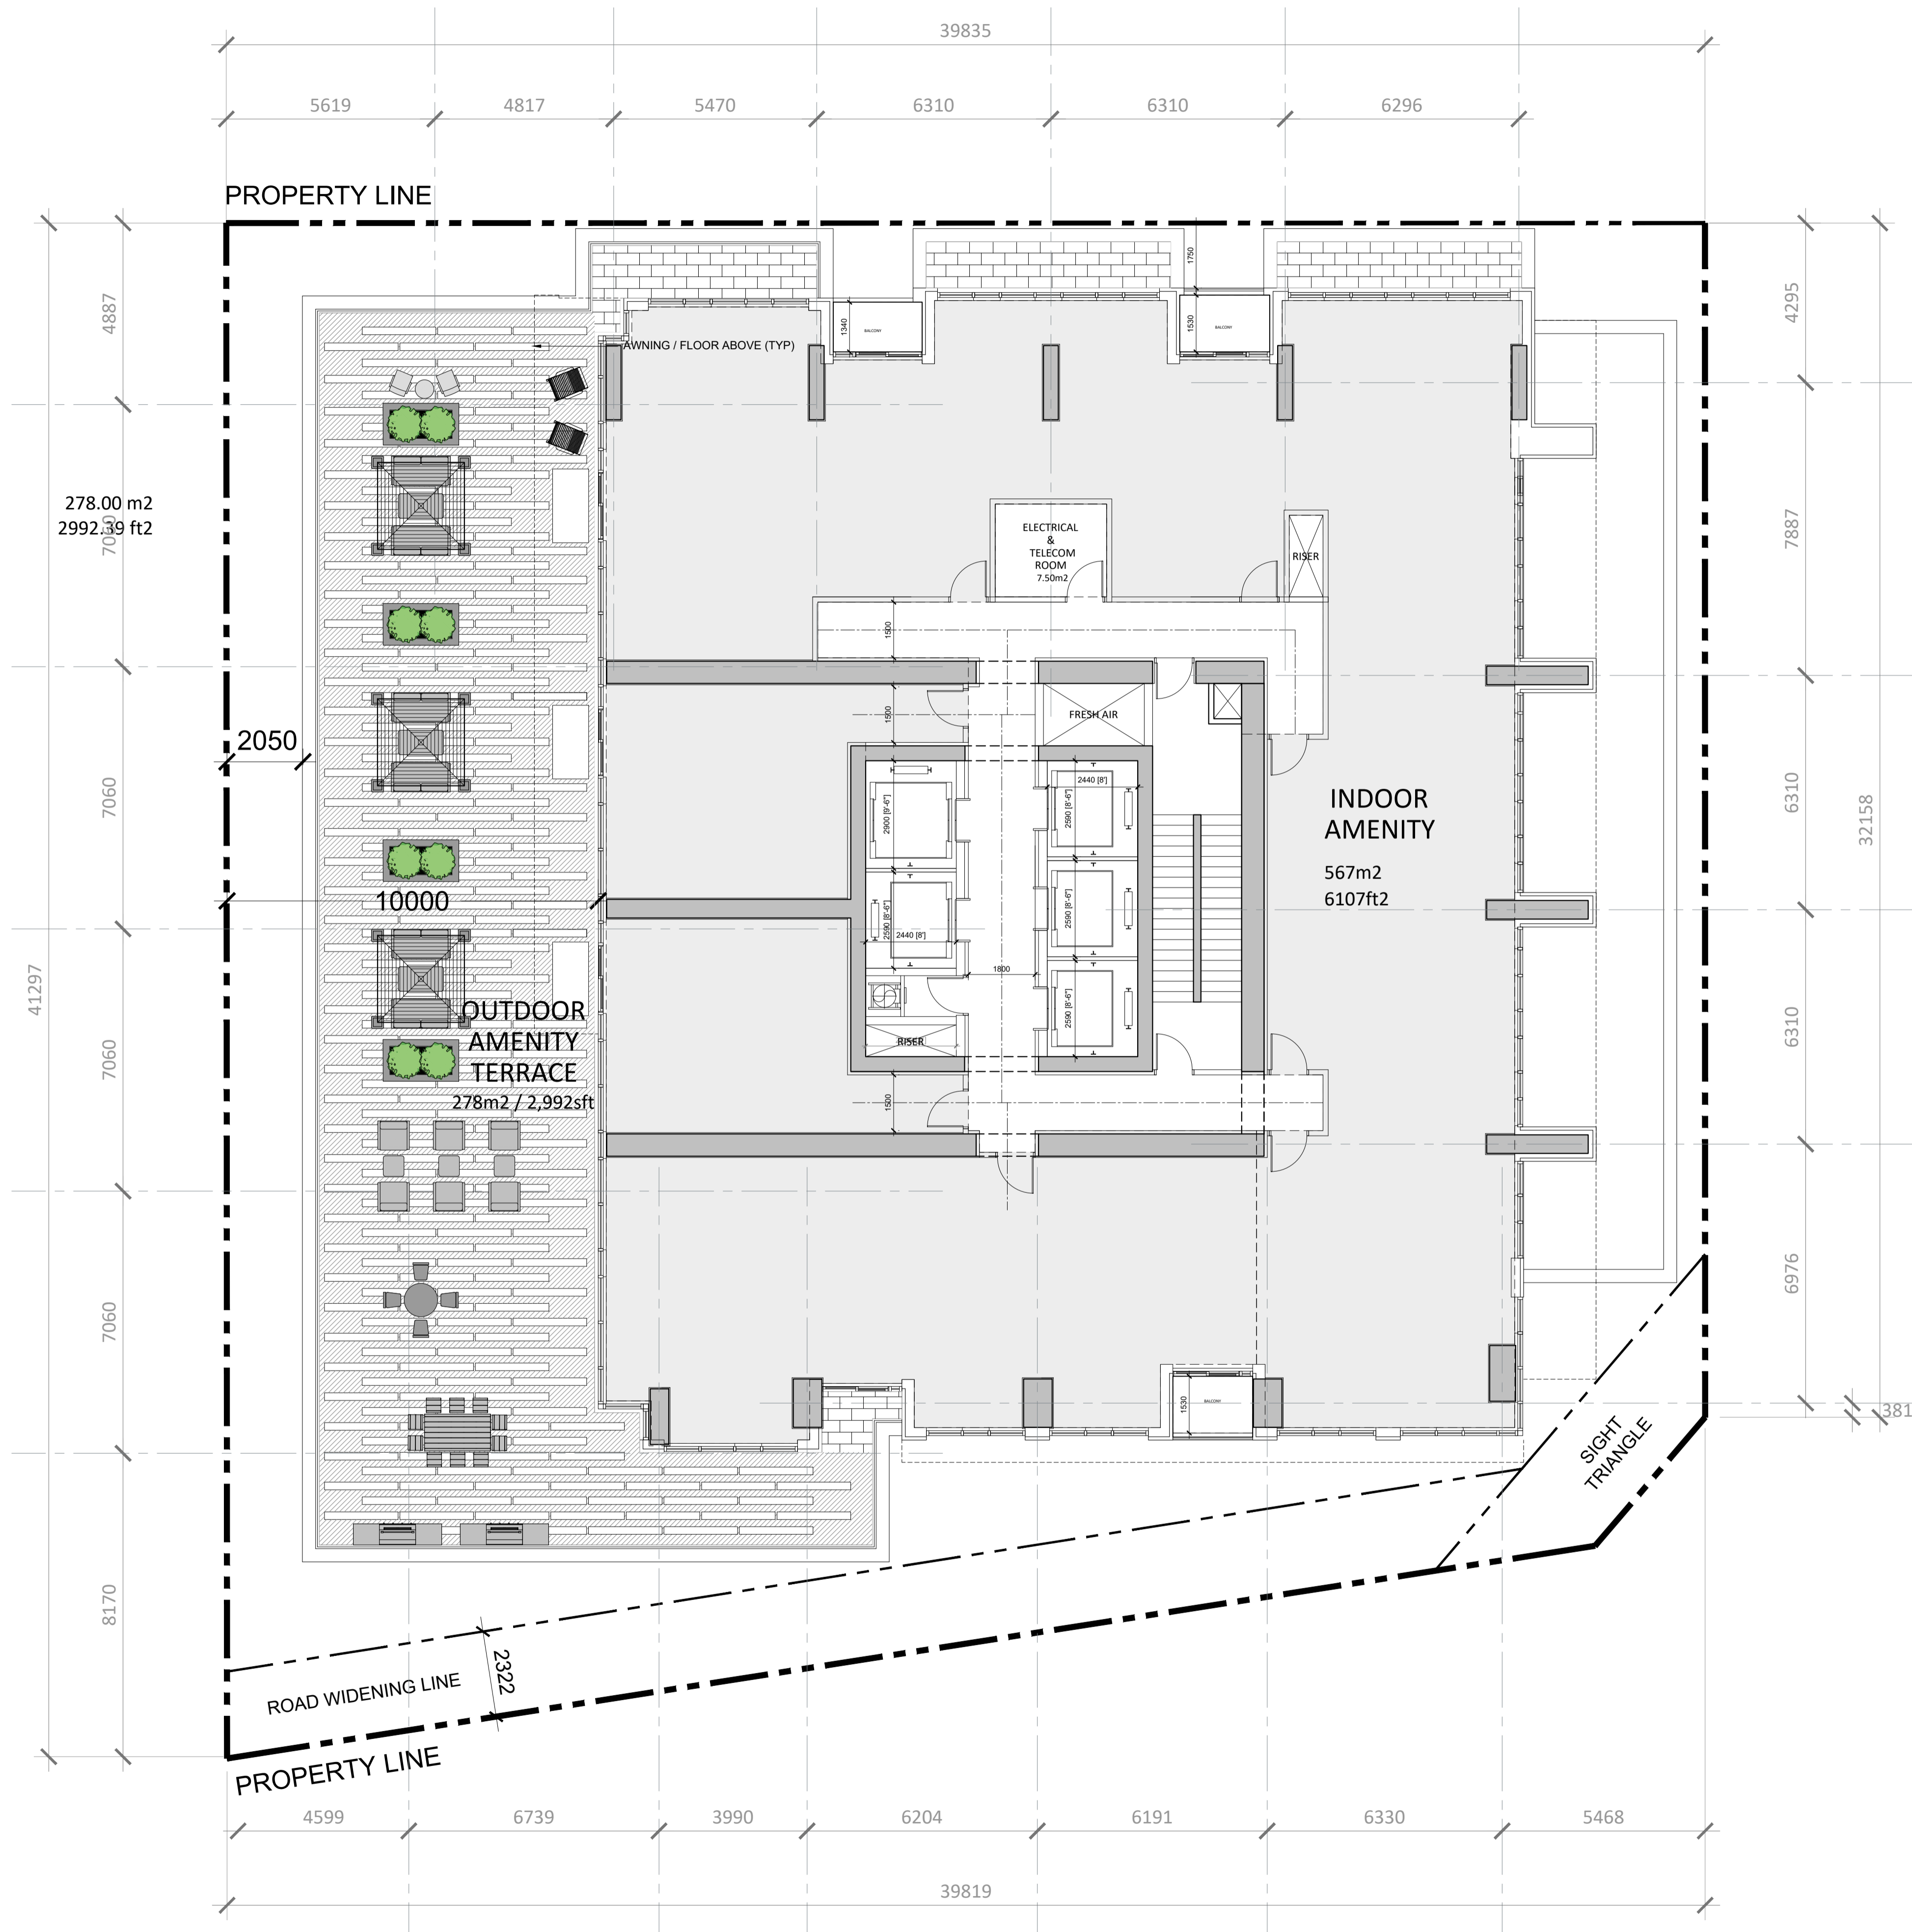 39835
5619
4817
5470
6310
6310
6296
PROPERTY LINE
1750
4887
4295
1340
BALCONY
1530
BALCONY
AWNING / FLOOR ABOVE (TYP)
278.00 m2
2992.39 ft2
7060
ELECTRICAL
&
TELECOM
ROOM
7.50m2
RISER
7887
1500
1500
FRESH AIR
2050
2440 [8']
2900 [9'-6"]
2590 [8'-6"]
INDOOR
AMENITY
567m2
6107ft2
7060
6310
32158
10000
2590 [8'-6"]
2440 [8']
2590 [8'-6"]
1800
41297
OUTDOOR
AMENITY
TERRACE
278m2 / 2,992sft
2590 [8'-6"]
RISER
7060
6310
1500
7060
6976
1530
BALCONY
381
SIGHT
TRIANGLE
8170
2322
ROAD WIDENING LINE
PROPERTY LINE
4599
6739
3990
6204
6191
6330
5468
39819